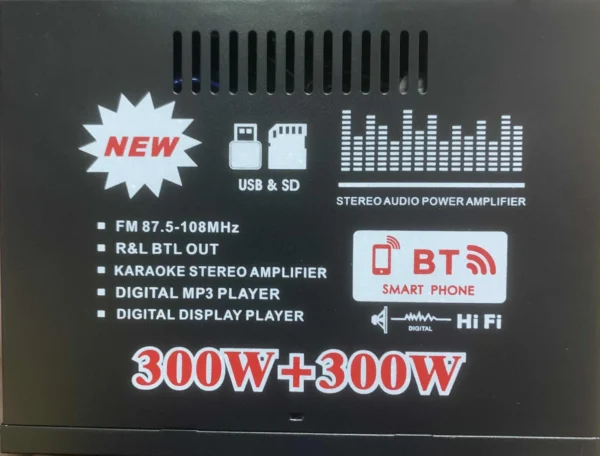 NEW
USB & SD
STEREO AUDIO POWER AMPLIFIER
FM 87.5-108MHz
R&L BTL OUT
KARAOKE STEREO AMPLIFIER
DIGITAL MP3 PLAYER
DIGITAL DISPLAY PLAYER
BT
SMART PHONE
DIGITAL
Hi Fi
300W+300W